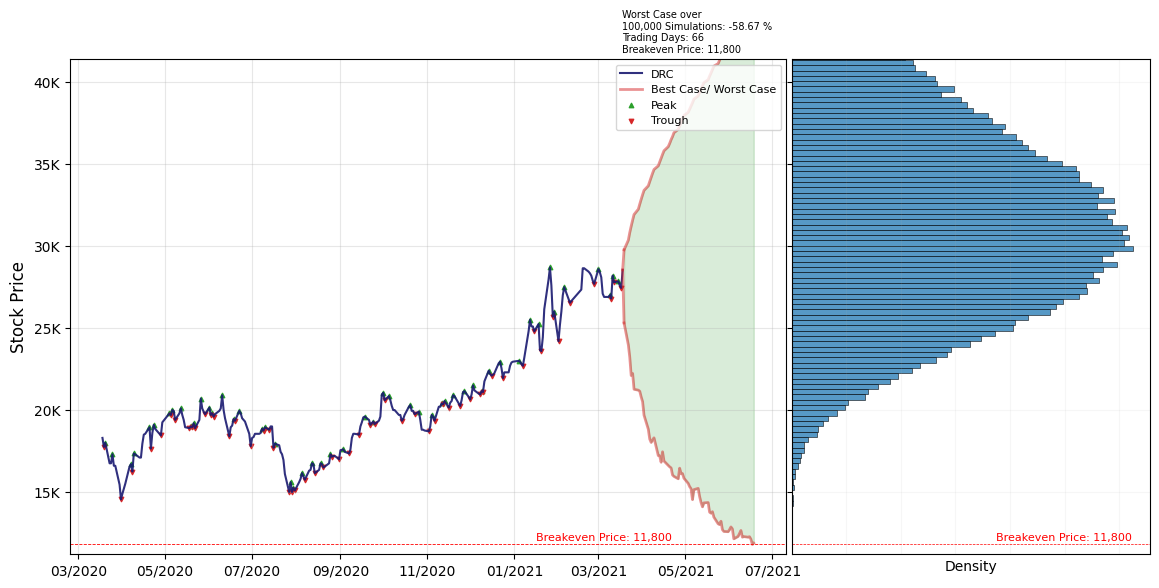 Worst Case over
100,000 Simulations: -58.67 %
Trading Days: 66
Breakeven Price: 11,800
DRC
Best Case/ Worst Case
Peak
Trough
Stock Price
40K
35K
30K
25K
20K
15K
Breakeven Price: 11,800
Breakeven Price: 11,800
03/2020 05/2020 07/2020 09/2020 11/2020 01/2021 03/2021 05/2021 07/2021
Density